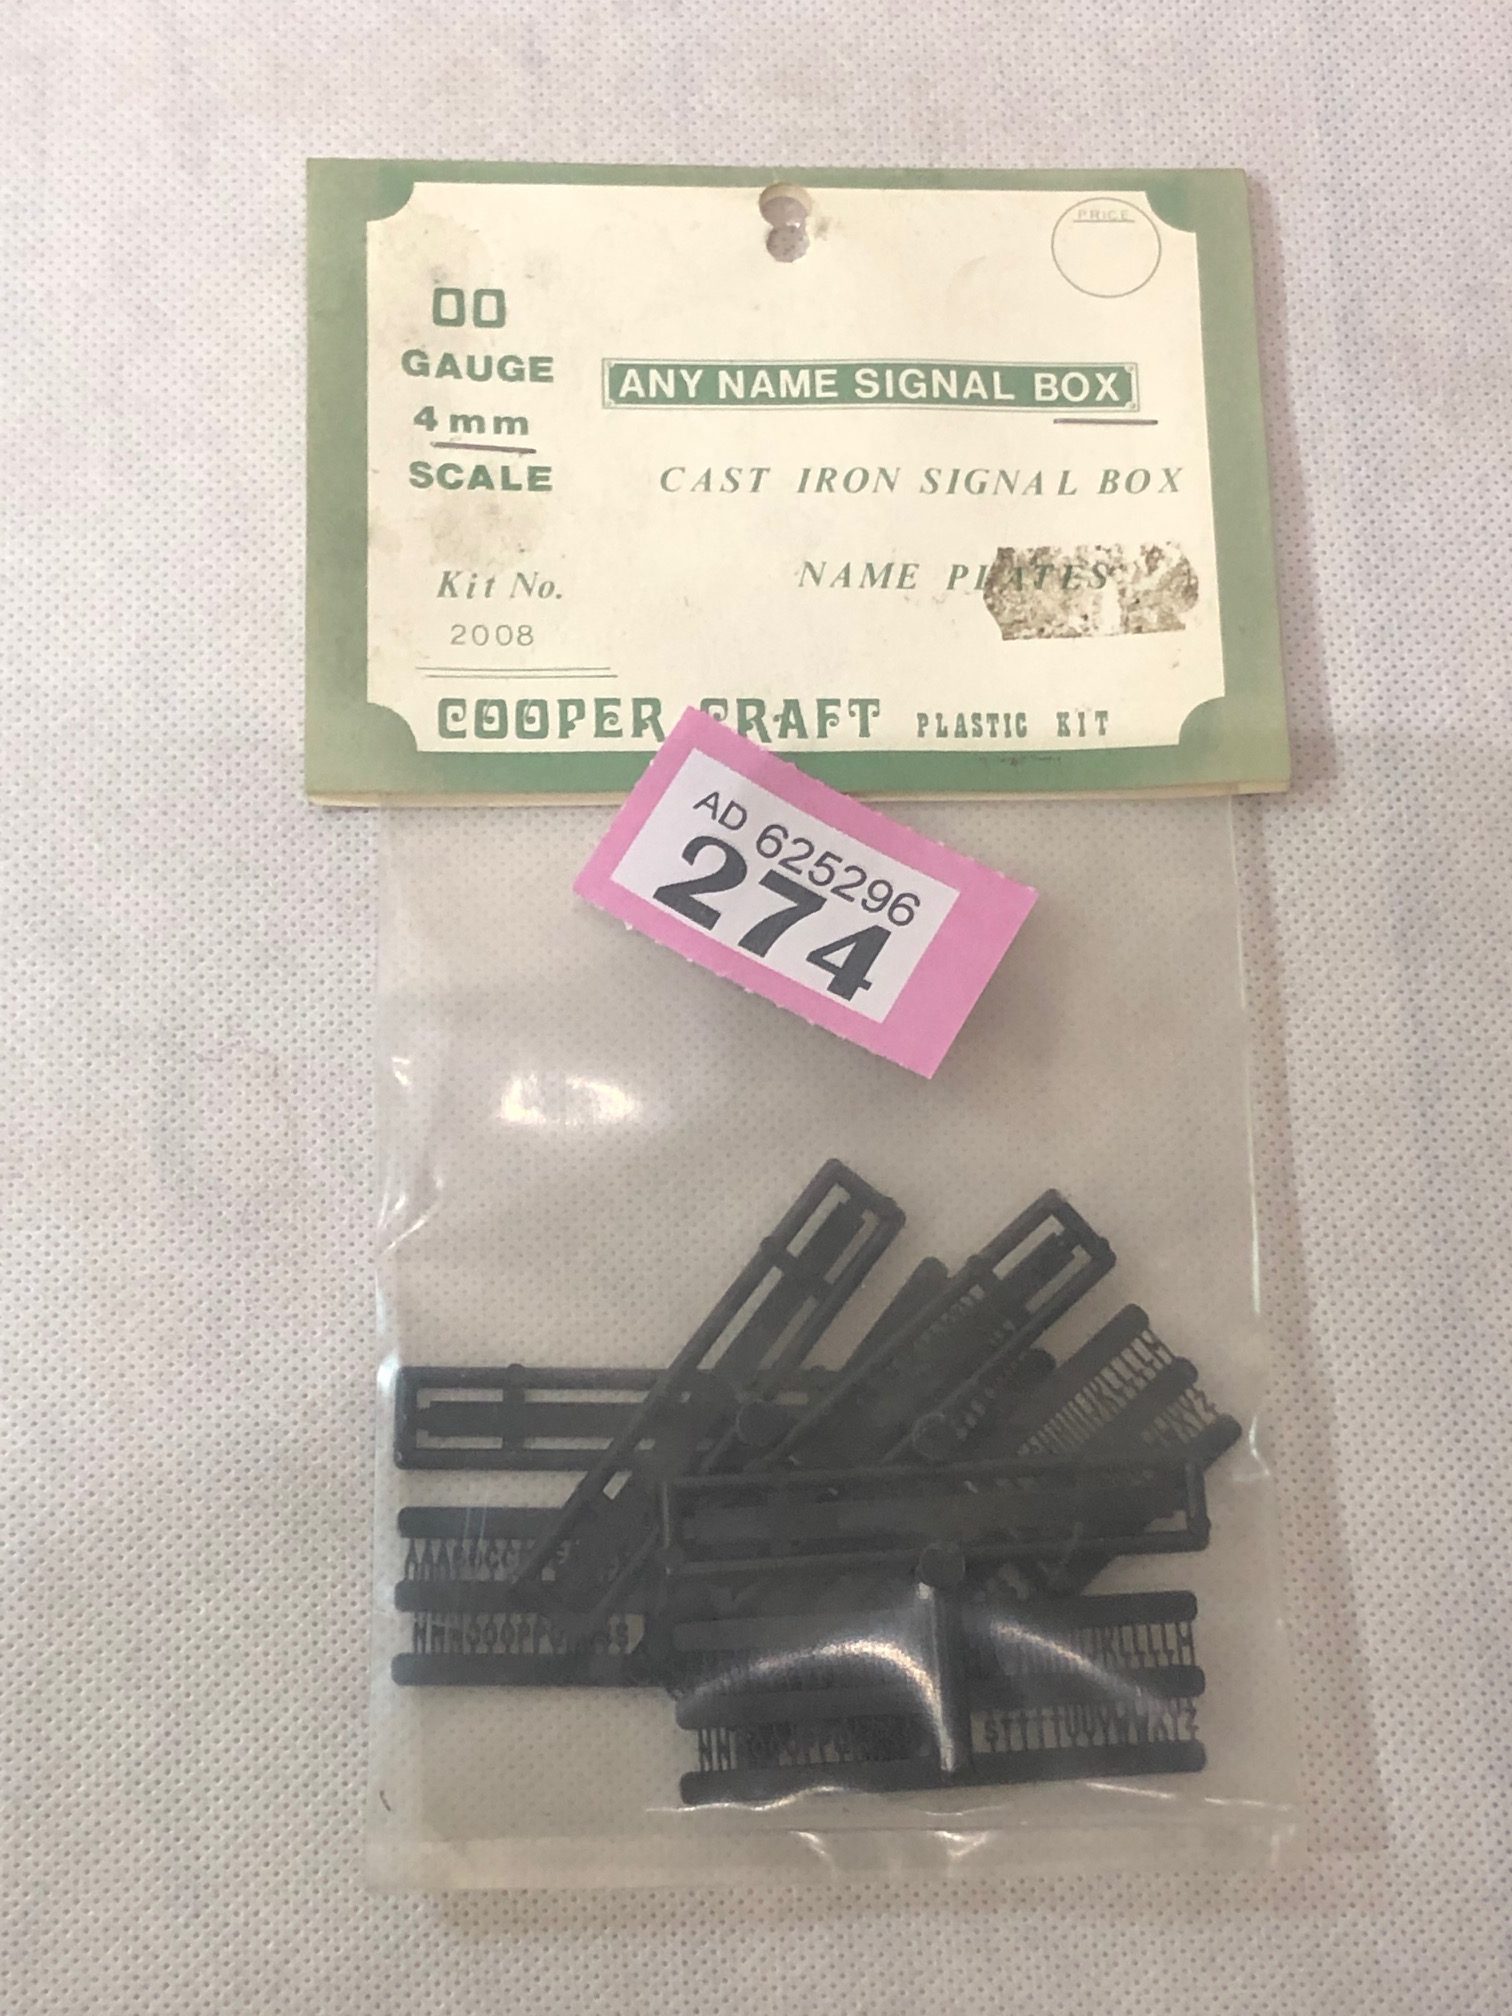 PRICE
OO
GAUGE
4mm
SCALE
ANY NAME SIGNAL BOX
CAST IRON SIGNAL BOX
NAME PLATES
Kit No.
2008
COOPER CRAFT PLASTIC KIT
AD 625296
274